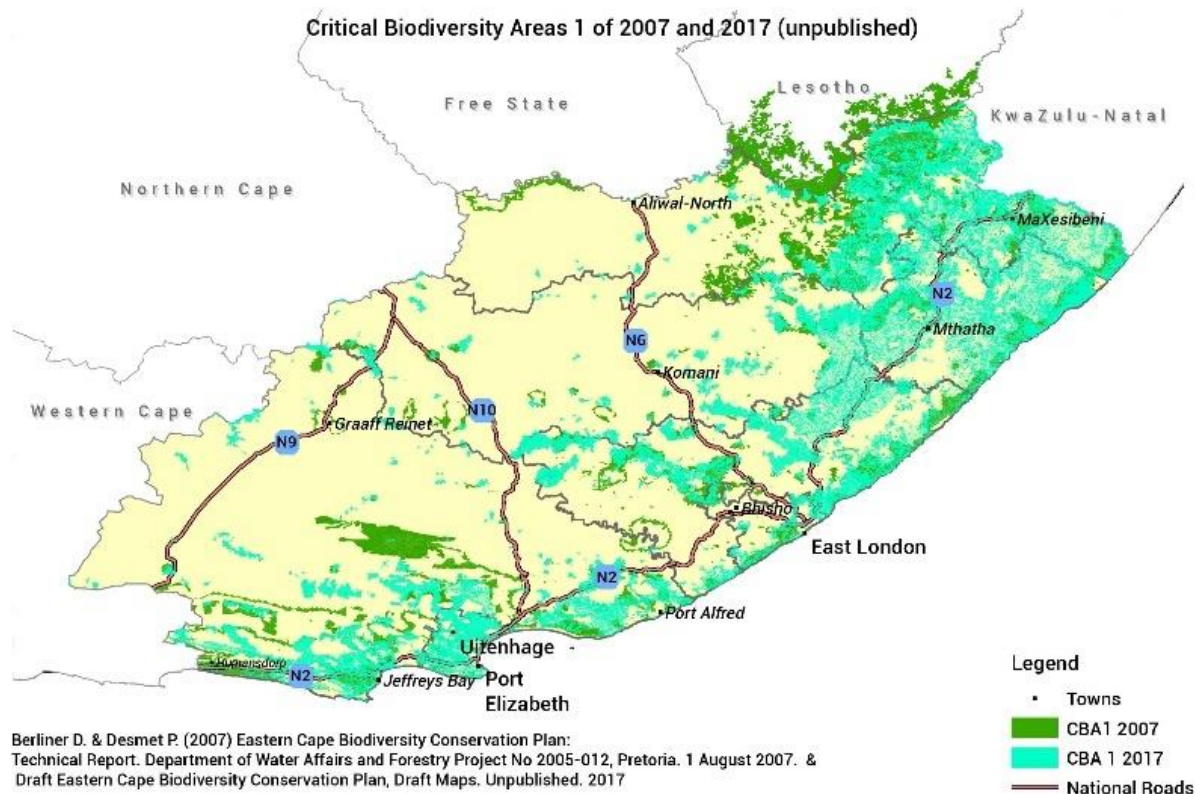 Critical Biodiversity Areas 1 of 2007 and 2017 (unpublished)
Lesotho
Free State
KwaZulu-Natal
Northern Cape
Aliwal-North
MaXesibeni
N2
Mthatha
N6
Komani
Western Cape
N10
Graaff Reinet
N9
Bhisho
East London
N2
Port Alfred
Uitenhage
Humansdorp
N2
Jeffreys Bay
Port
Elizabeth
Legend
Towns
CBA1 2007
CBA 1 2017
National Roads
Berliner D. & Desmet P. (2007) Eastern Cape Biodiversity Conservation Plan:
Technical Report. Department of Water Affairs and Forestry Project No 2005-012, Pretoria. 1 August 2007. &
Draft Eastern Cape Biodiversity Conservation Plan, Draft Maps. Unpublished. 2017